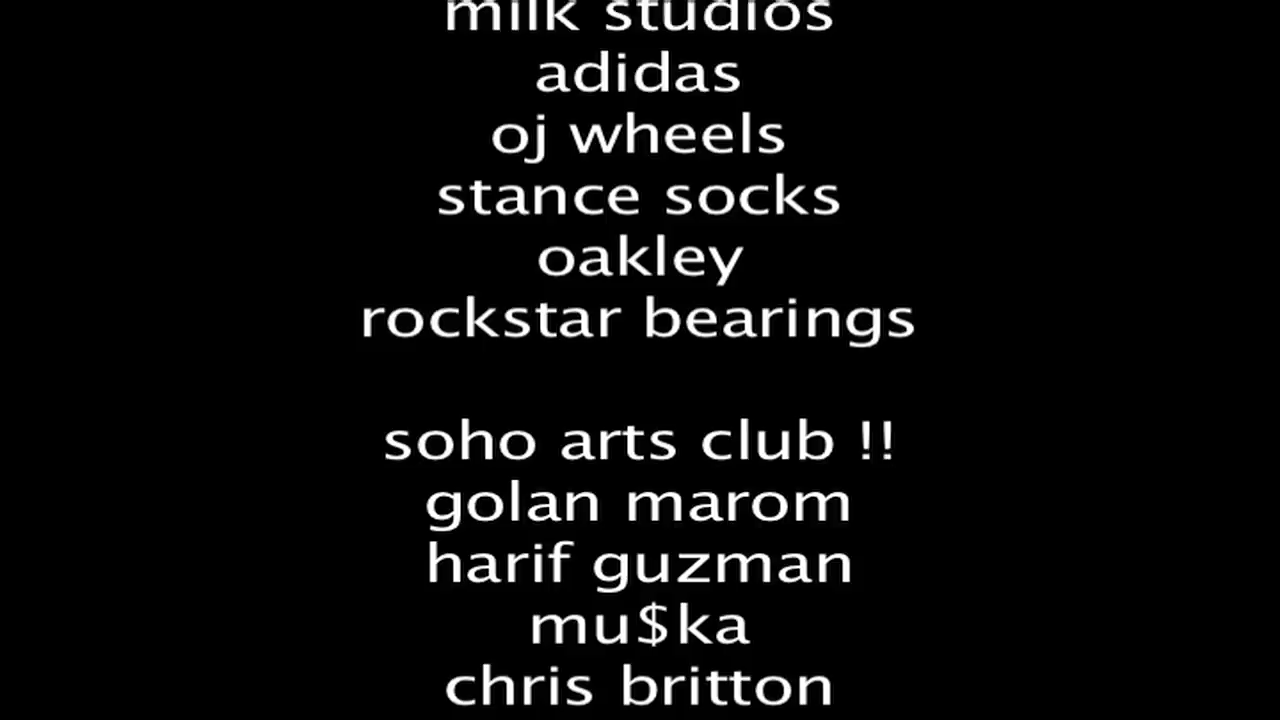 milk studios
adidas
oj wheels
stance socks
oakley
rockstar bearings
soho arts club !!
golan marom
harif guzman
mu$ka
chris britton